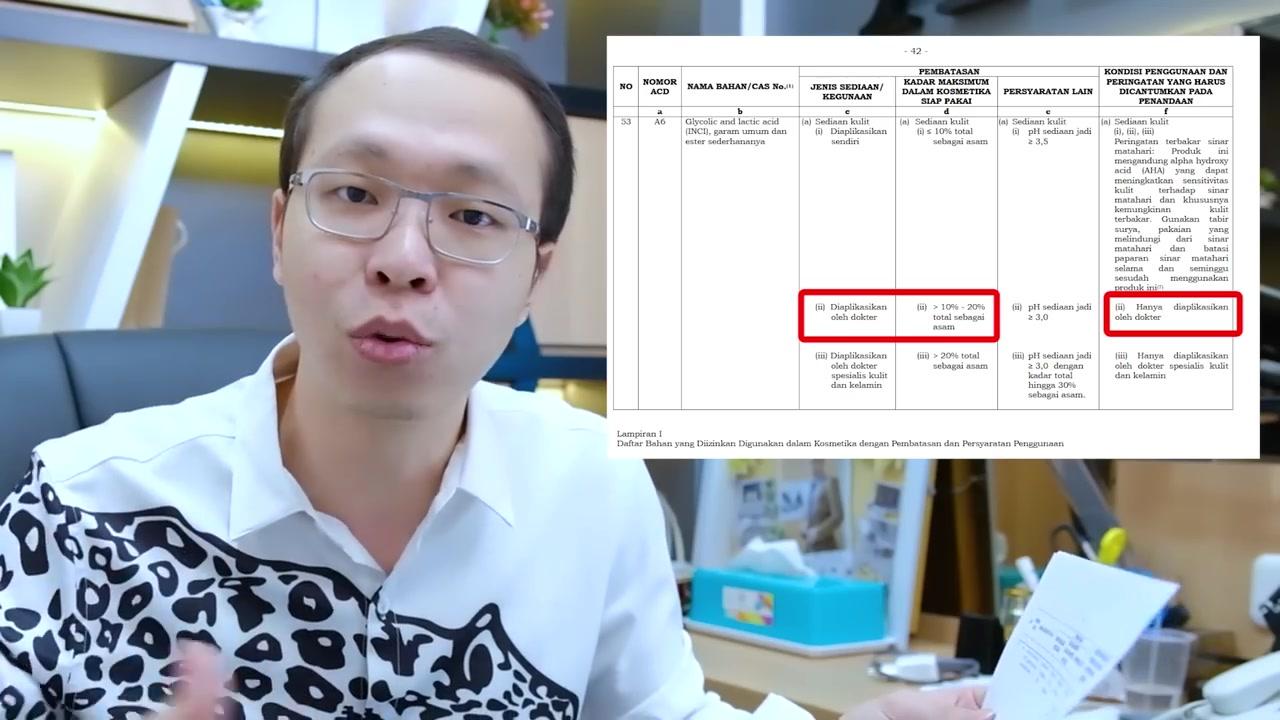 - 42 -
NO
NOMOR
ACD
NAMA BAHAN/CAS No.(1)
PEMBATASAN
JENIS SEDIAAN/
KEGUNAAN
KADAR MAKSIMUM
DALAM KOSMETIKA
SIAP PAKAI
PERSYARATAN LAIN
KONDISI PENGGUNAAN DAN
PERINGATAN YANG HARUS
DICANTUMKAN PADA
PENANDAAN
a
b
c
d
e
f
53
A6
Glycolic and lactic acid
(INCI), garam umum dan
ester sederhananya
(a) Sediaan kulit
(i) Diaplikasikan
sendiri
(a) Sediaan kulit
(i) ≤ 10% total
sebagai asam
(a) Sediaan kulit
(i) pH sediaan jadi
≥ 3,5
(a) Sediaan kulit
(i), (ii), (iii)
Peringatan terbakar sinar
matahari: Produk ini
mengandung alpha hydroxy
acid (AHA) yang dapat
meningkatkan sensitivitas
kulit terhadap sinar
matahari dan khususnya
kemungkinan kulit
terbakar. Gunakan tabir
surya, pakaian yang
melindungi dari sinar
matahari dan batasi
paparan sinar matahari
selama dan seminggu
sesudah menggunakan
produk ini(1)
(ii) Diaplikasikan
oleh dokter
(ii) > 10% - 20%
total sebagai
asam
(ii) pH sediaan jadi
≥ 3,0
(ii) Hanya diaplikasikan
oleh dokter
(iii) Diaplikasikan
oleh dokter
spesialis kulit
dan kelamin
(iii) > 20% total
sebagai asam
(iii) pH sediaan jadi
≥ 3,0 dengan
kadar total
hingga 30%
sebagai asam.
(iii) Hanya diaplikasikan
oleh dokter spesialis kulit
dan kelamin
Lampiran I
Daftar Bahan yang Diizinkan Digunakan dalam Kosmetika dengan Pembatasan dan Persyaratan Penggunaan